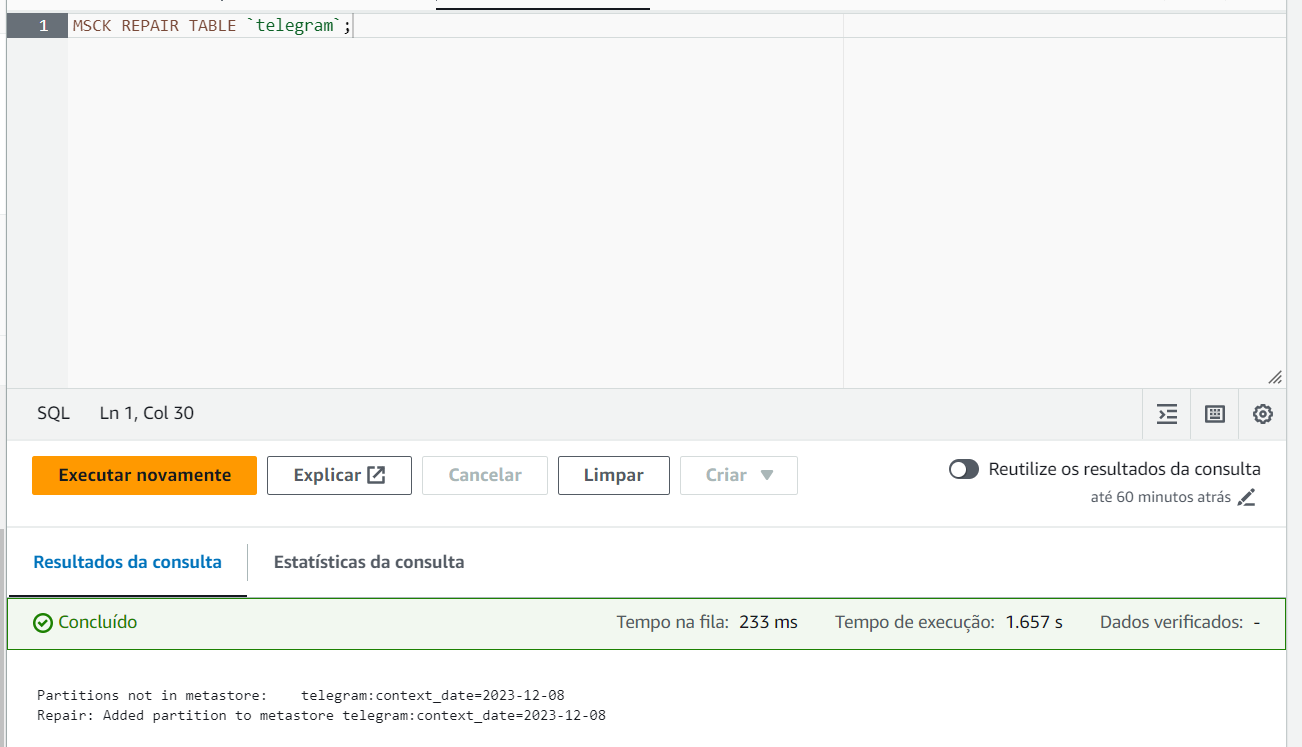 1 MSCK REPAIR TABLE `telegram`;
SQL Ln 1, Col 30
Executar novamente Explicar Cancelar Limpar Criar Reutilize os resultados da consulta
até 60 minutos atrás
Resultados da consulta Estatísticas da consulta
Concluído Tempo na fila: 233 ms Tempo de execução: 1.657 s Dados verificados: -
Partitions not in metastore: telegram:context_date=2023-12-08
Repair: Added partition to metastore telegram:context_date=2023-12-08